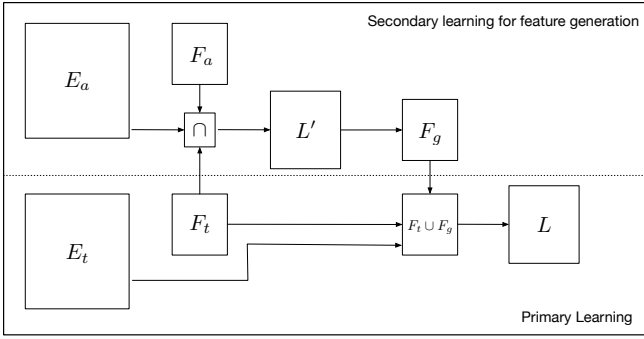 Secondary learning for feature generation
E_a
F_a
∩
L′
F_g
E_t
F_t
F_t ∪ F_g
L
Primary Learning